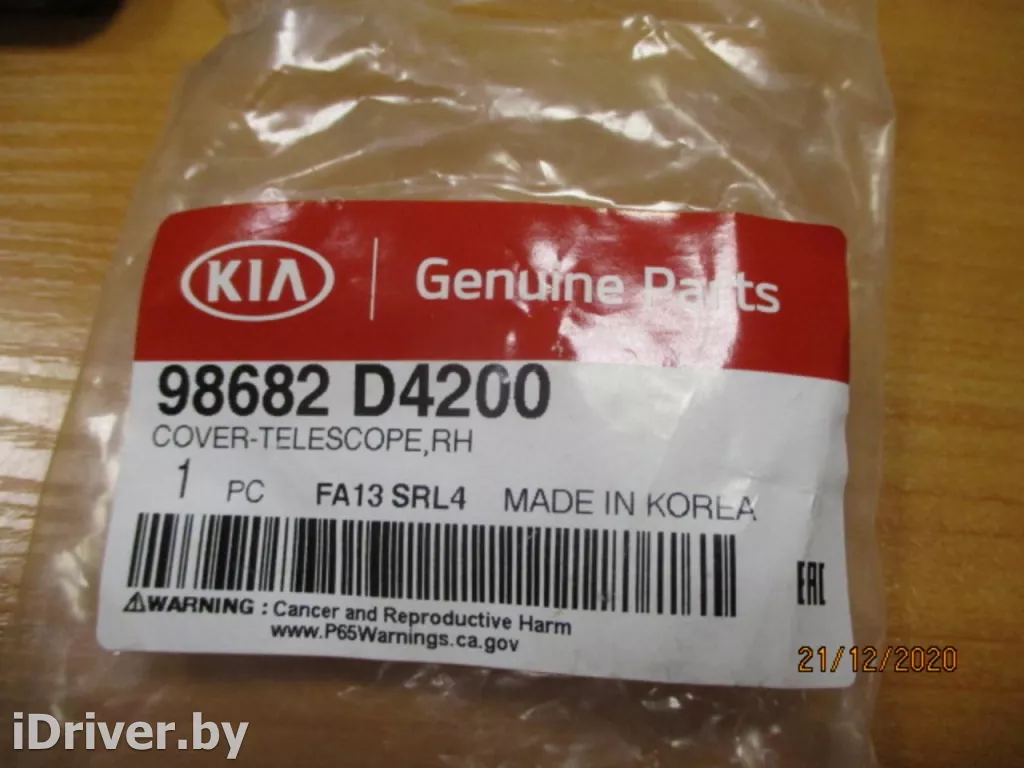 KIA Genuine Parts
98682 D4200
COVER-TELESCOPE,RH
1 PC FA13 SRL4 MADE IN KOREA
EAC
WARNING : Cancer and Reproductive Harm
www.P65Warnings.ca.gov
21/12/2020
iDriver.by